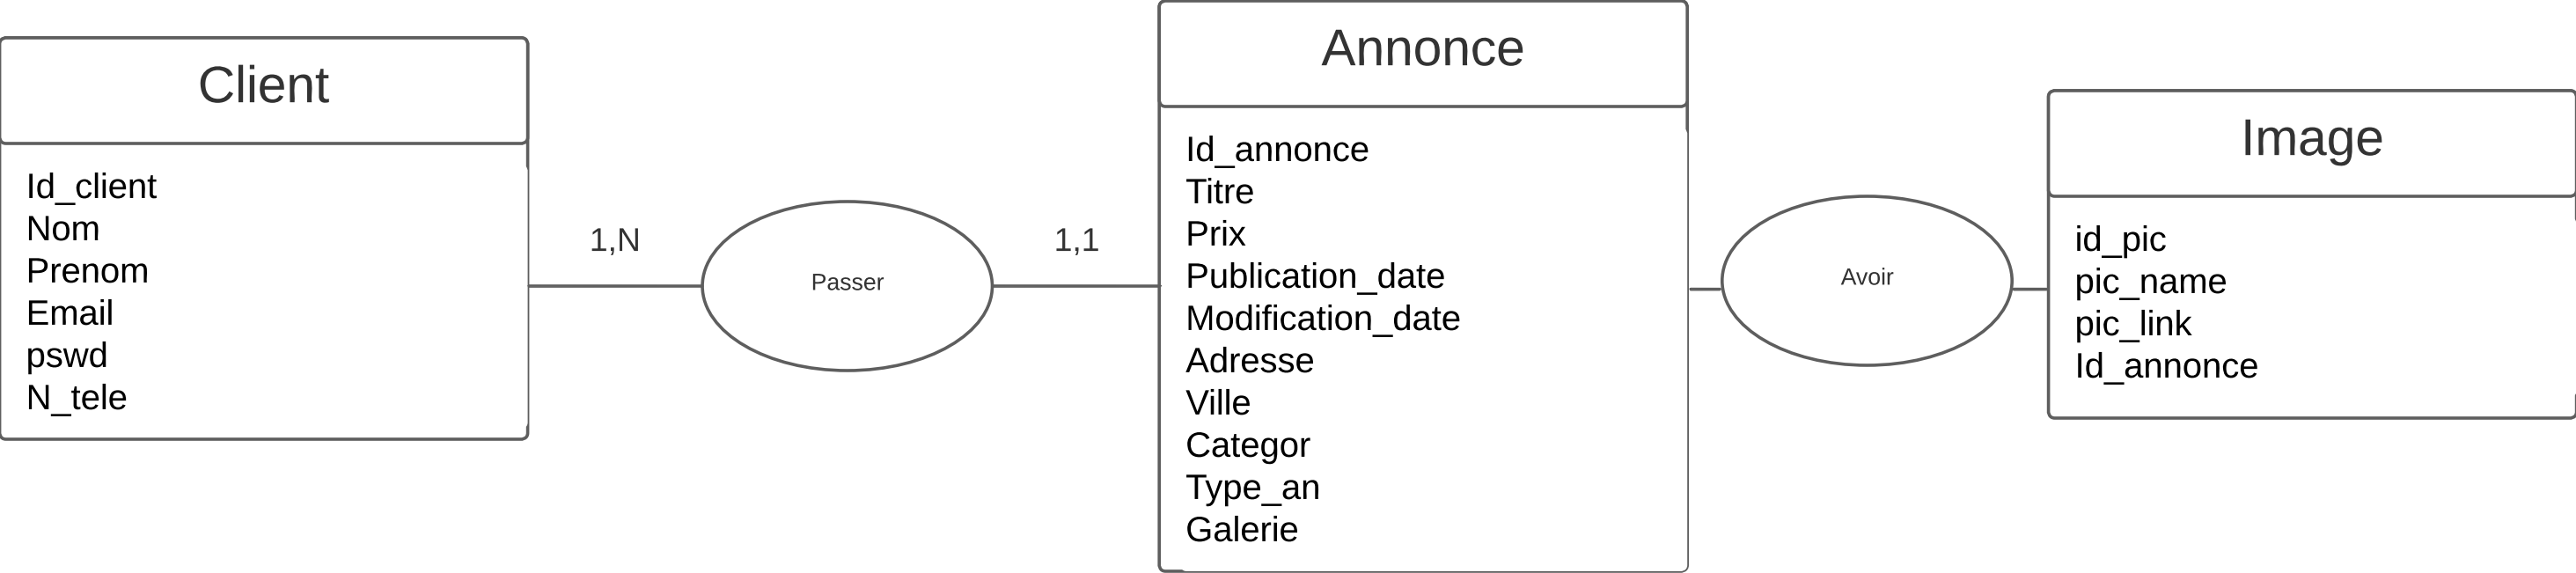 Client
Id_client
Nom
Prenom
Email
pswd
N_tele
1,N
Passer
1,1
Annonce
Id_annonce
Titre
Prix
Publication_date
Modification_date
Adresse
Ville
Categor
Type_an
Galerie
Avoir
Image
id_pic
pic_name
pic_link
Id_annonce